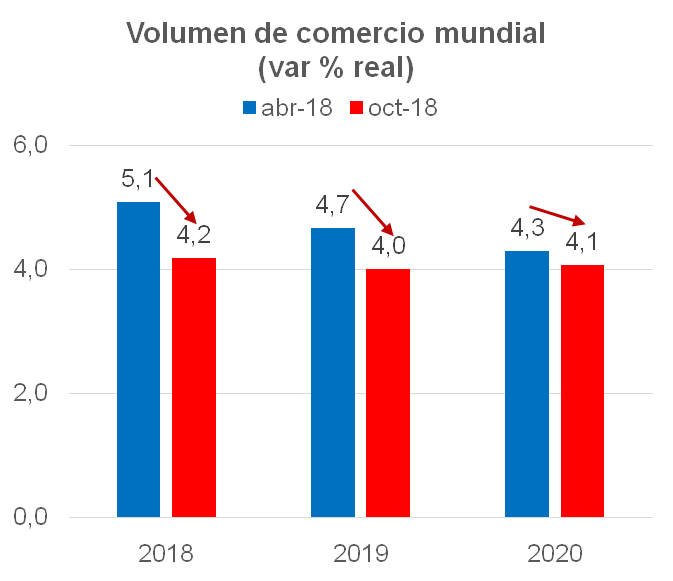 Volumen de comercio mundial
(var % real)
abr-18 oct-18
6,0
5,1
4,7
4,2
4,3
4,0
4,1
4,0
2,0
0,0
2018 2019 2020